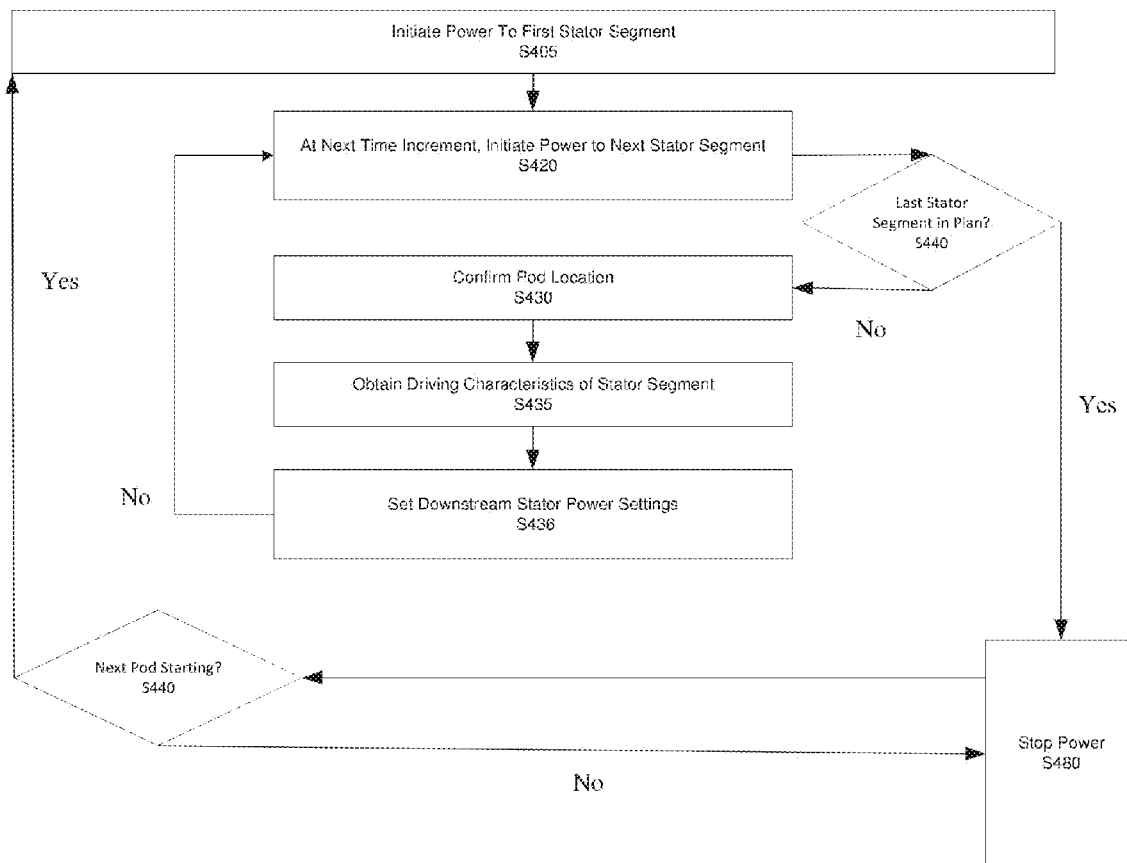 Initiate Power To First Stator Segment
S405
At Next Time Increment, Initiate Power to Next Stator Segment
S420
Last Stator
Segment in Plan?
S440
Confirm Pod Location
S430
Yes
No
Obtain Driving Characteristics of Stator Segment
S435
Yes
No
Set Downstream Stator Power Settings
S436
Next Pod Starting?
S440
Stop Power
S480
No